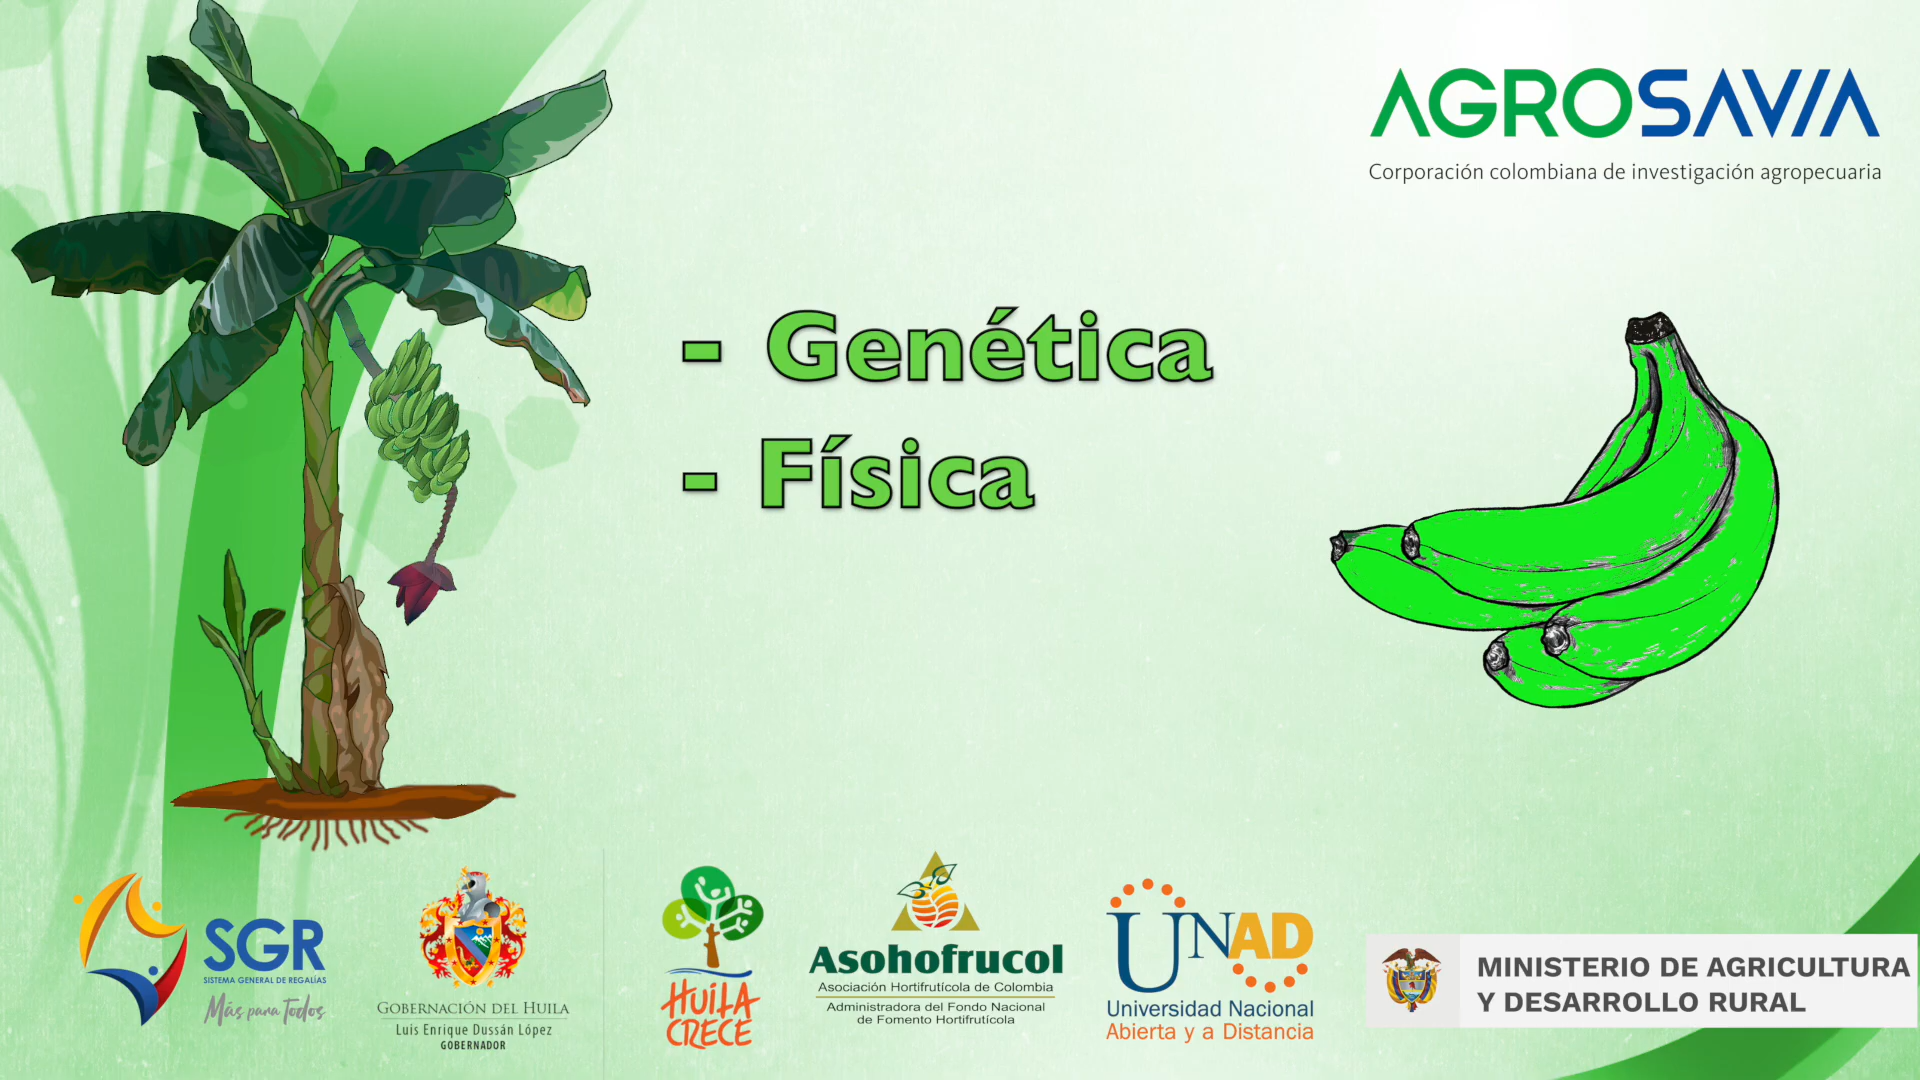 AGROSAVIA
Corporación colombiana de investigación agropecuaria
- Genética
- Física
SGR
SISTEMA GENERAL DE REGALÍAS
Más para Todos
GOBERNACIÓN DEL HUILA
Luis Enrique Dussán López
GOBERNADOR
HUILA
CRECE
Asohofrucol
Asociación Hortifrutícola de Colombia
Administradora del Fondo Nacional
de Fomento Hortifrutícola
UNAD
Universidad Nacional
Abierta y a Distancia
MINISTERIO DE AGRICULTURA
Y DESARROLLO RURAL